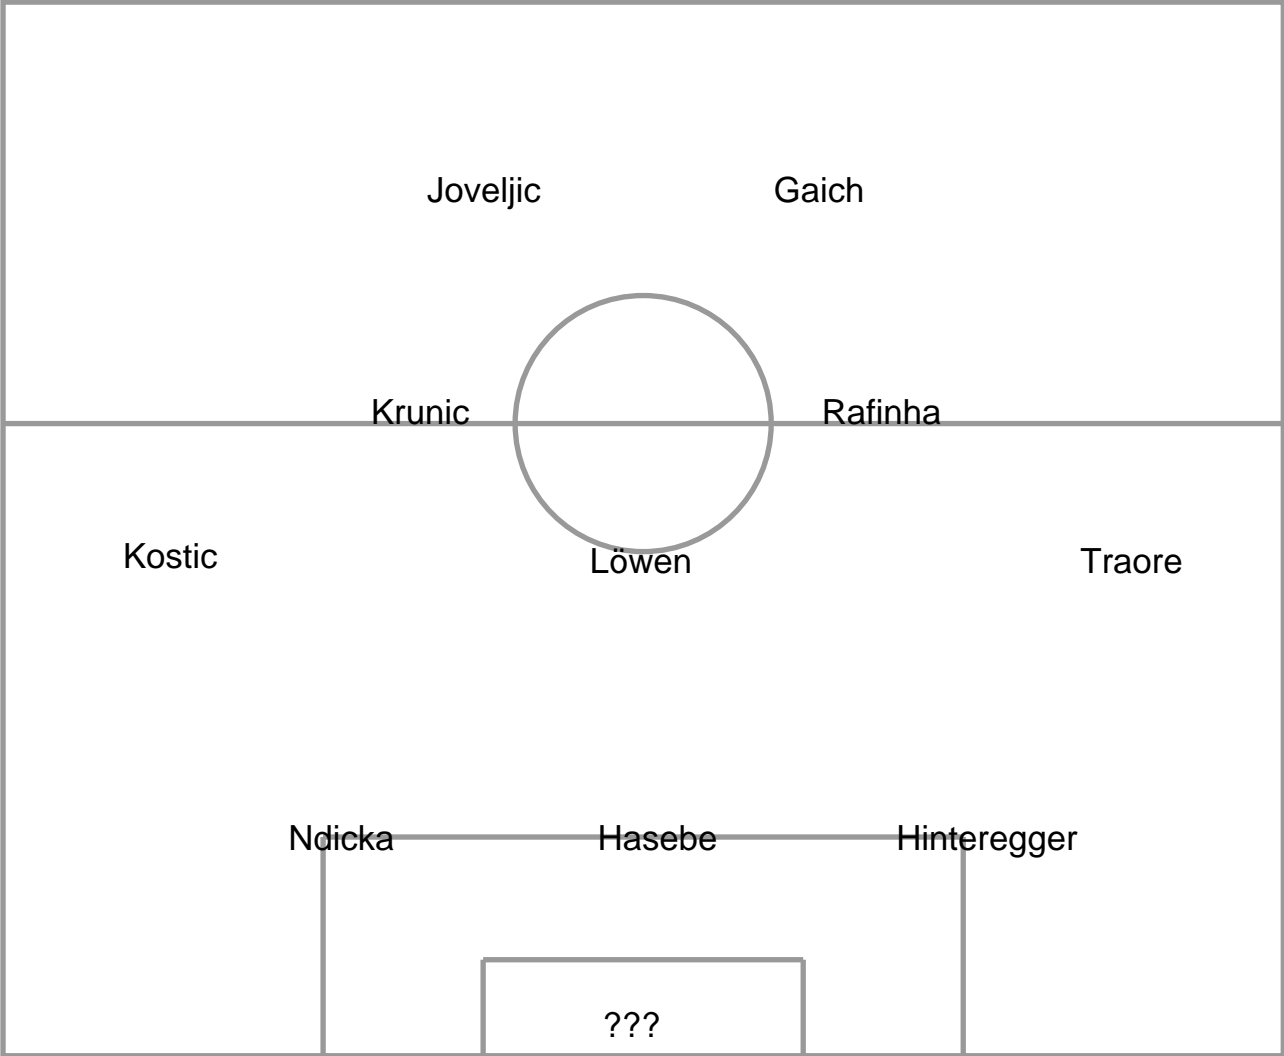 Joveljic Gaich
Krunic Rafinha
Kostic Löwen Traore
Ndicka Hasebe Hinteregger
???